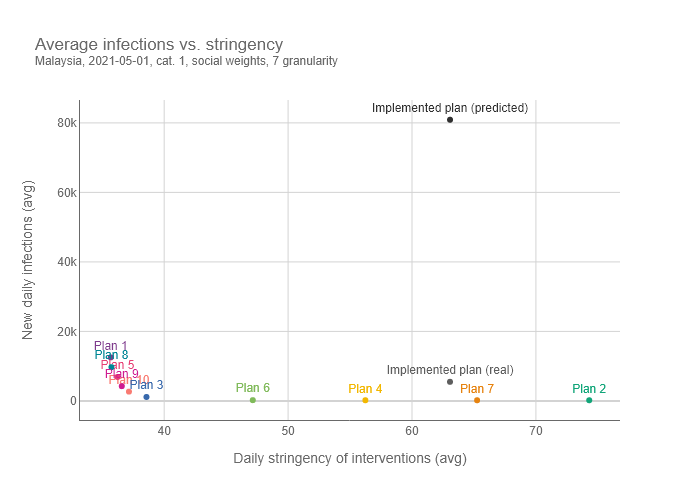 Average infections vs. stringency
Malaysia, 2021-05-01, cat. 1, social weights, 7 granularity
New daily infections (avg)
80k
60k
40k
20k
0
Implemented plan (predicted)
Implemented plan (real)
Plan 1
Plan 8
Plan 5
Plan 9
Plan 10
Plan 3
Plan 6
Plan 4
Plan 7
Plan 2
40
50
60
70
Daily stringency of interventions (avg)